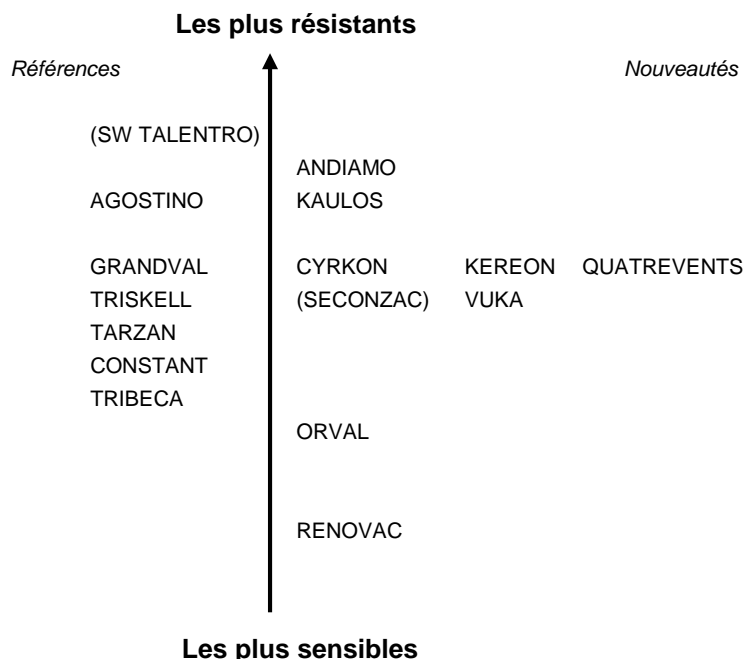 Les plus résistants
Références Nouveautés
(SW TALENTRO)
ANDIAMO
AGOSTINO KAULOS
GRANDVAL CYRKON KEREON QUATREVENTS
TRISKELL (SECONZAC) VUKA
TARZAN
CONSTANT
TRIBECA
ORVAL
RENOVAC
Les plus sensibles